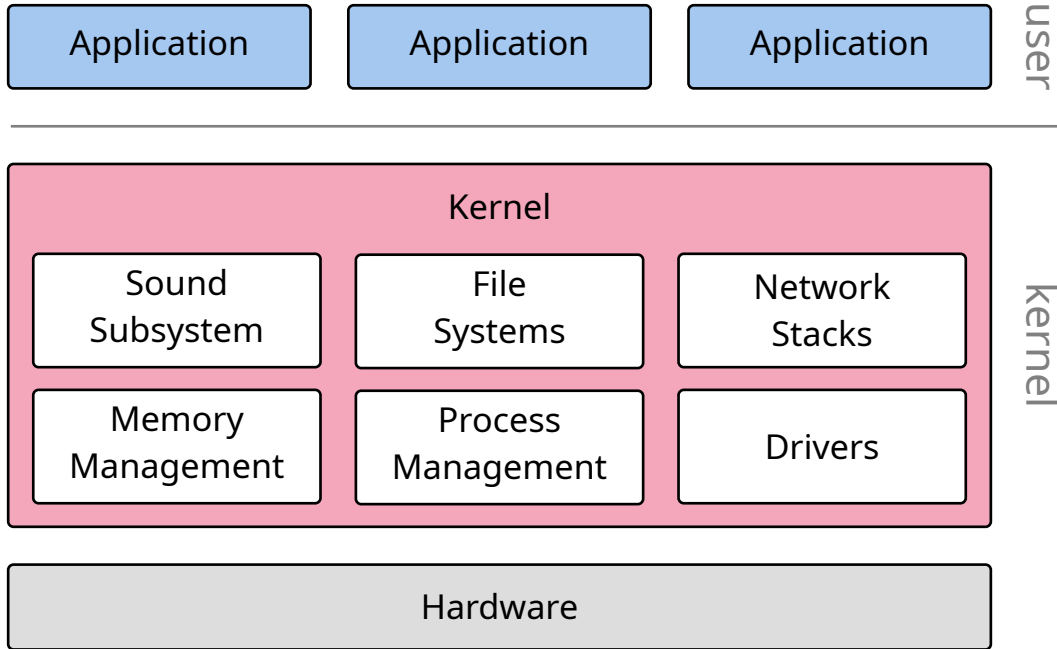 Application
Application
Application
user
Kernel
Sound
Subsystem
File
Systems
Network
Stacks
Memory
Management
Process
Management
Drivers
kernel
Hardware